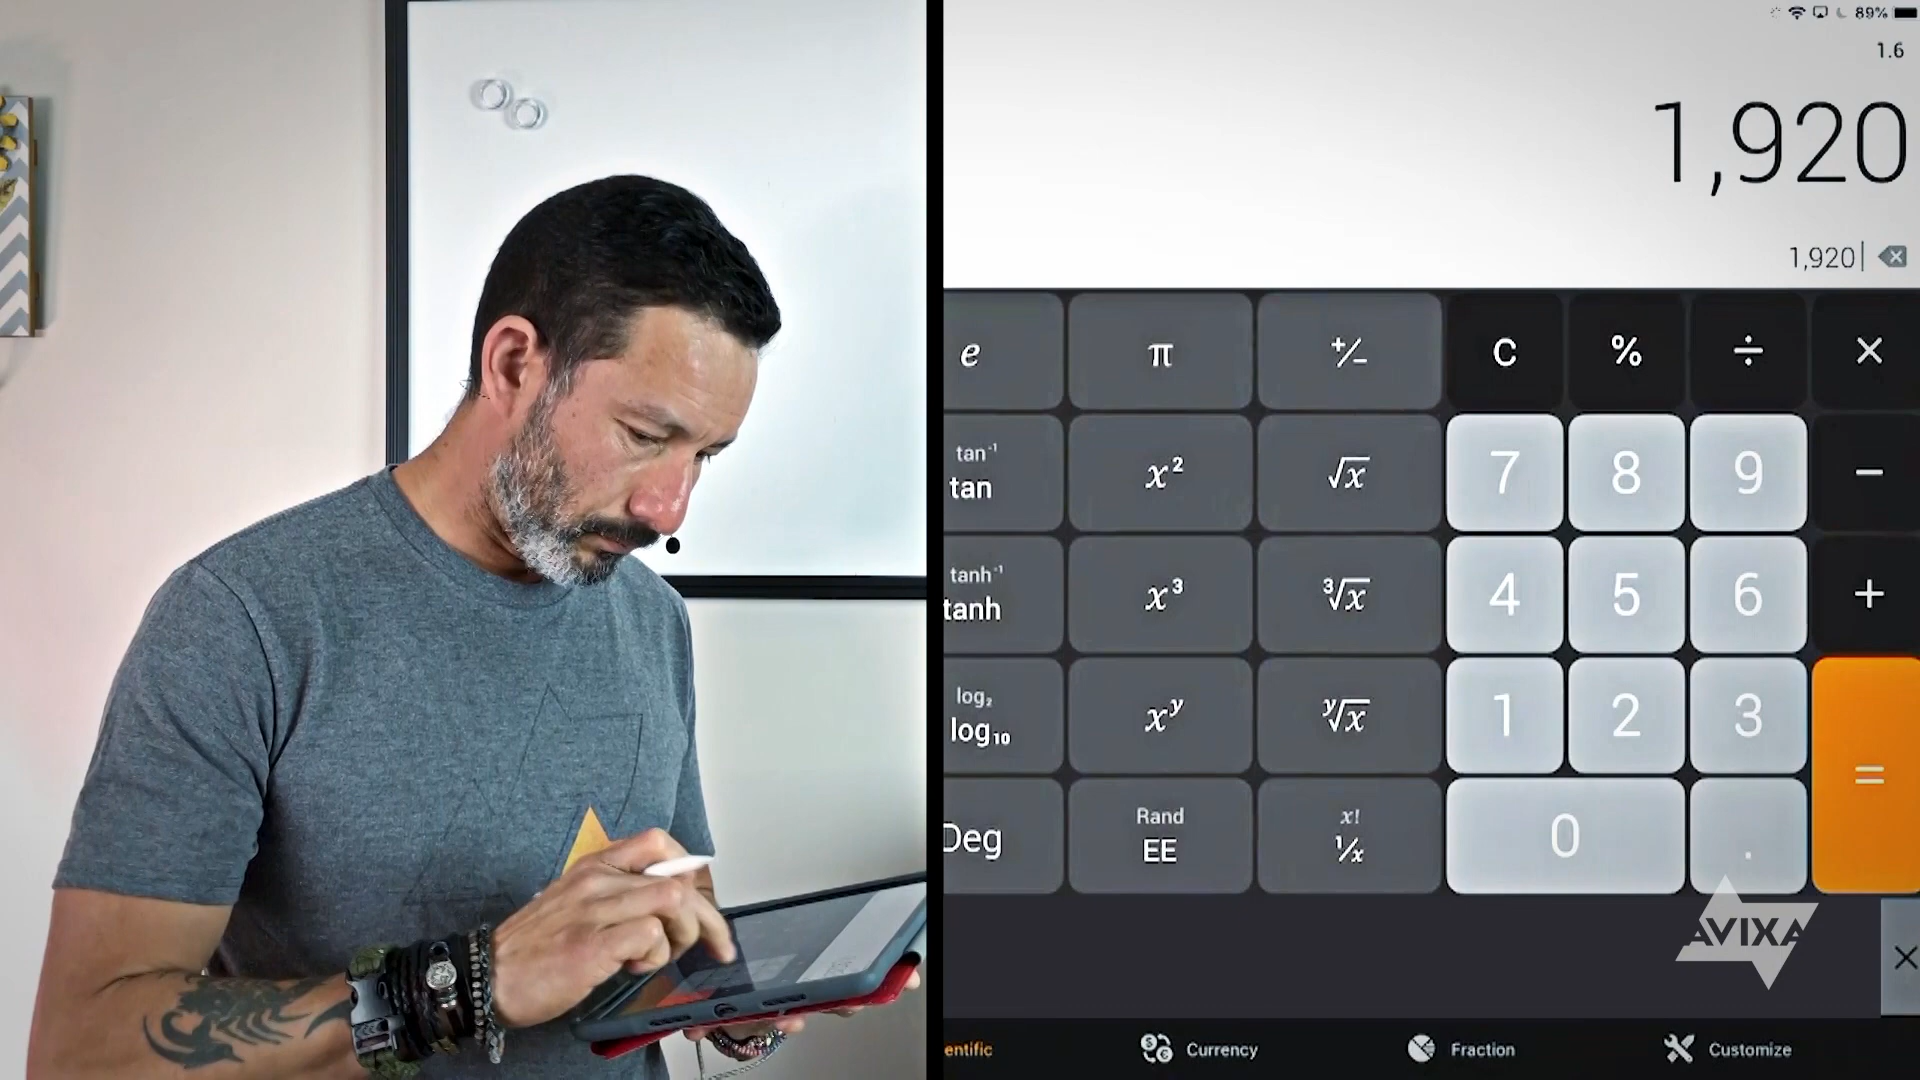 89%
1.6
1,920
1,920
e π +/− C % ÷ ×
tan⁻¹
tan x² √x 7 8 9 −
tanh⁻¹
tanh x³ ³√x 4 5 6 +
log₂
log₁₀ xʸ ʸ√x 1 2 3 =
Rand x!
Deg EE 1/x 0 .
AVIXA
×
entific Currency Fraction Customize